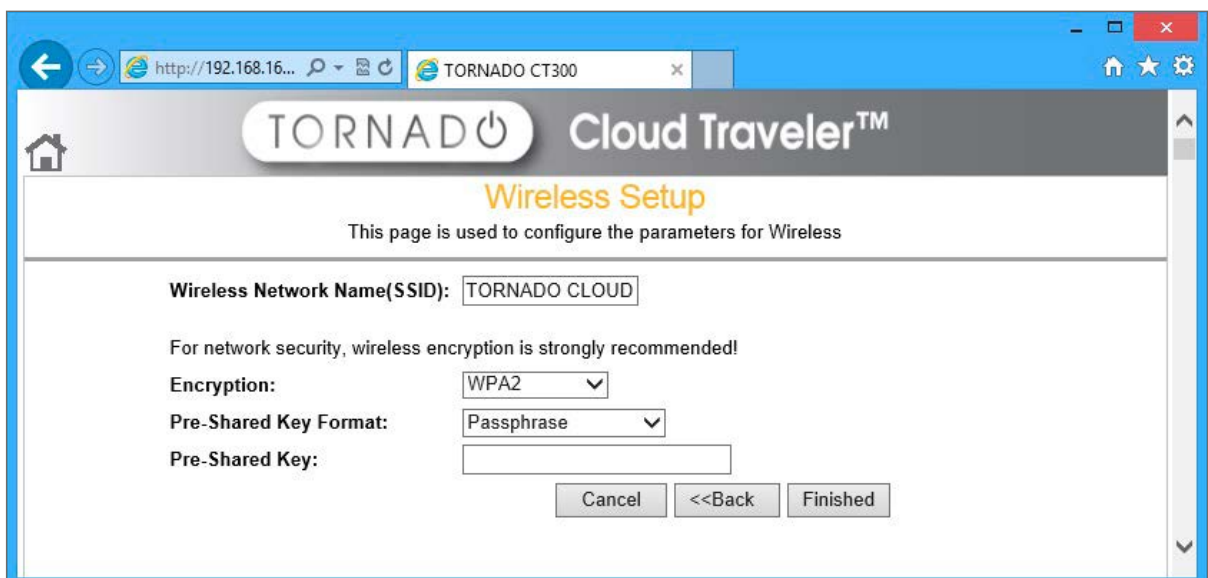 http://192.168.16...
TORNADO CT300
TORNADO Cloud Traveler™
Wireless Setup
This page is used to configure the parameters for Wireless
Wireless Network Name(SSID): TORNADO CLOUD
For network security, wireless encryption is strongly recommended!
Encryption: WPA2
Pre-Shared Key Format: Passphrase
Pre-Shared Key:
Cancel <<Back Finished